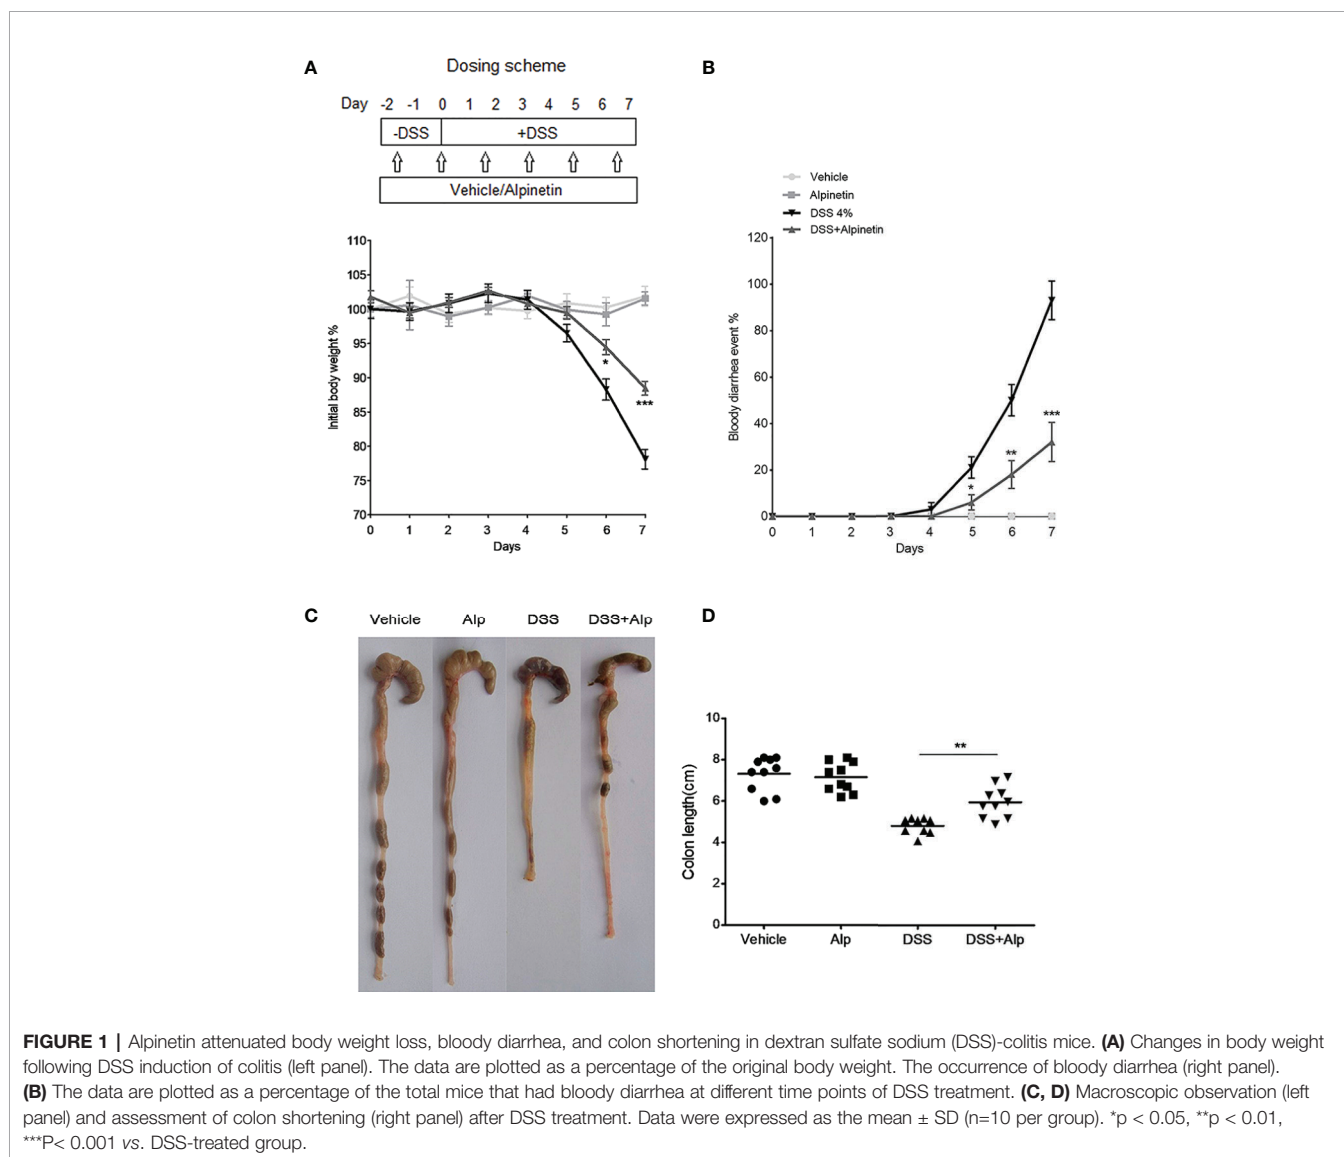 A
Dosing scheme
Day -2 -1 0 1 2 3 4 5 6 7
-DSS +DSS
Vehicle/Alpinetin
110
105
100
95
90
85
80
75
70
Initial body weight %
*
***
0 1 2 3 4 5 6 7
Days
B
Vehicle
Alpinetin
DSS 4%
DSS+Alpinetin
120
100
80
60
40
20
0
Bloody diarrhea event %
*
**
***
0 1 2 3 4 5 6 7
Days
C
Vehicle Alp DSS DSS+Alp
D
10
8
6
4
2
0
Colon length(cm)
**
Vehicle Alp DSS DSS+Alp
FIGURE 1 | Alpinetin attenuated body weight loss, bloody diarrhea, and colon shortening in dextran sulfate sodium (DSS)-colitis mice. (A) Changes in body weight
following DSS induction of colitis (left panel). The data are plotted as a percentage of the original body weight. The occurrence of bloody diarrhea (right panel).
(B) The data are plotted as a percentage of the total mice that had bloody diarrhea at different time points of DSS treatment. (C, D) Macroscopic observation (left
panel) and assessment of colon shortening (right panel) after DSS treatment. Data were expressed as the mean ± SD (n=10 per group). *p < 0.05, **p < 0.01,
***P< 0.001 vs. DSS-treated group.